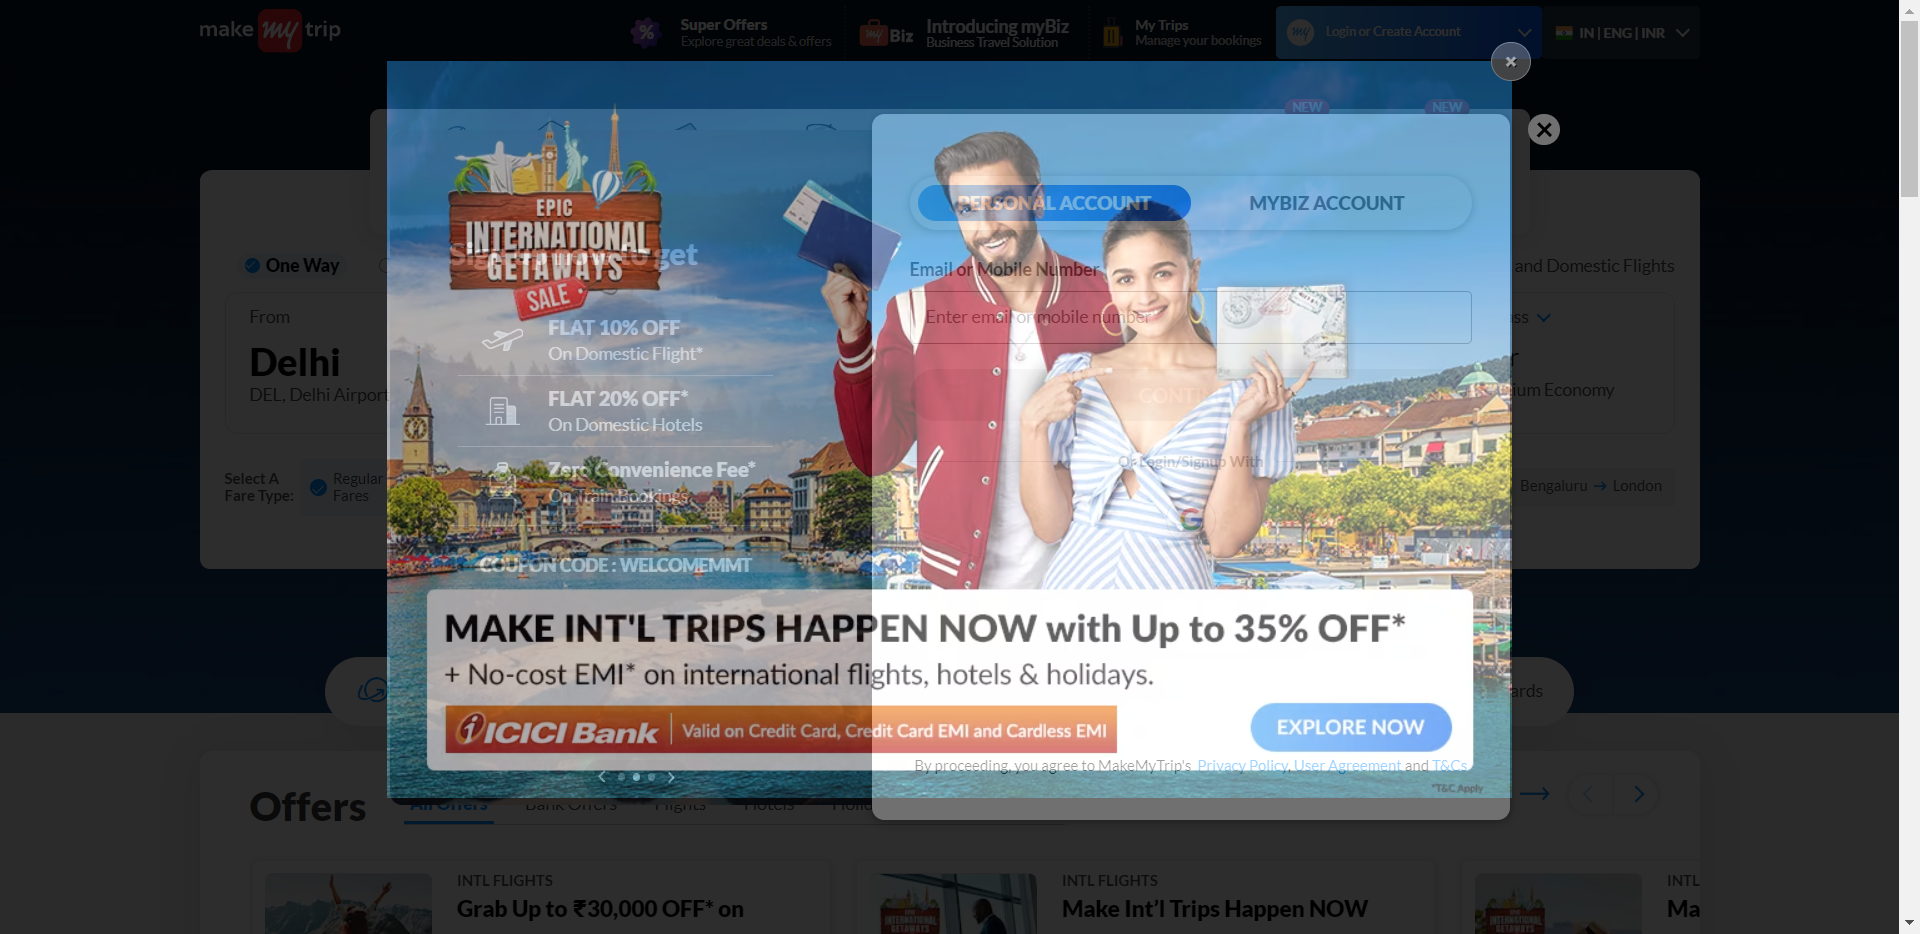 make my trip
Super Offers
Explore great deals & offers
my Biz
Introducing myBiz
Business Travel Solution
My Trips
Manage your bookings
my
Login or Create Account
IN | ENG | INR
NEW
NEW
EPIC
INTERNATIONAL
GETAWAYS
SALE
PERSONAL ACCOUNT
MYBIZ ACCOUNT
get
One Way
and Domestic Flights
Email or Mobile Number
Enter email or mobile number
From
Delhi
DEL, Delhi Airport
FLAT 10% OFF
On Domestic Flight*
FLAT 20% OFF*
On Domestic Hotels
Zero Convenience Fee*
On Train Bookings
Economy
Or Login/Signup With
Select A
Fare Type:
Regular
Fares
Bengaluru → London
COUPON CODE : WELCOMEMMT
MAKE INT'L TRIPS HAPPEN NOW with Up to 35% OFF*
+ No-cost EMI* on international flights, hotels & holidays.
ICICI Bank | Valid on Credit Card, Credit Card EMI and Cardless EMI
EXPLORE NOW
By proceeding, you agree to MakeMyTrip's Privacy Policy, User Agreement and T&Cs
*T&C Apply
Offers
All Offers
Bank Offers
Flights
Hotels
INTL FLIGHTS
Grab Up to ₹30,000 OFF* on
INTL FLIGHTS
Make Int'l Trips Happen NOW
INTL
Ma